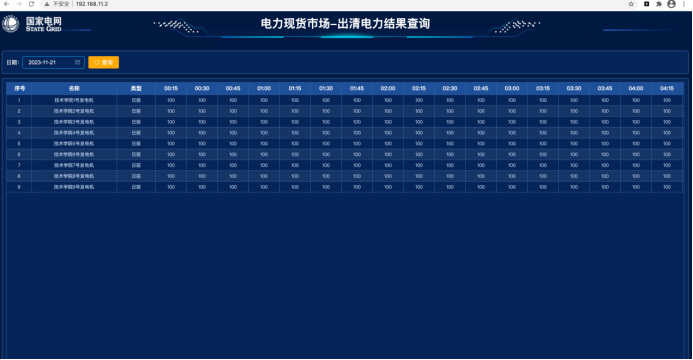 不安全 | 192.168.11.2
国家电网
STATE GRID
电力现货市场-出清电力结果查询
日期: 2023-11-21 查询
序号 名称 类型 00:15 00:30 00:45 01:00 01:15 01:30 01:45 02:00 02:15 02:30 02:45 03:00 03:15 03:30 03:45 04:00 04:15
1 技术学院1号发电机 日前 100 100 100 100 100 100 100 100 100 100 100 100 100 100 100 100 100
2 技术学院2号发电机 日前 100 100 100 100 100 100 100 100 100 100 100 100 100 100 100 100 100
3 技术学院3号发电机 日前 100 100 100 100 100 100 100 100 100 100 100 100 100 100 100 100 100
4 技术学院4号发电机 日前 100 100 100 100 100 100 100 100 100 100 100 100 100 100 100 100 100
5 技术学院5号发电机 日前 100 100 100 100 100 100 100 100 100 100 100 100 100 100 100 100 100
6 技术学院6号发电机 日前 100 100 100 100 100 100 100 100 100 100 100 100 100 100 100 100 100
7 技术学院7号发电机 日前 100 100 100 100 100 100 100 100 100 100 100 100 100 100 100 100 100
8 技术学院8号发电机 日前 100 100 100 100 100 100 100 100 100 100 100 100 100 100 100 100 100
9 技术学院9号发电机 日前 100 100 100 100 100 100 100 100 100 100 100 100 100 100 100 100 100